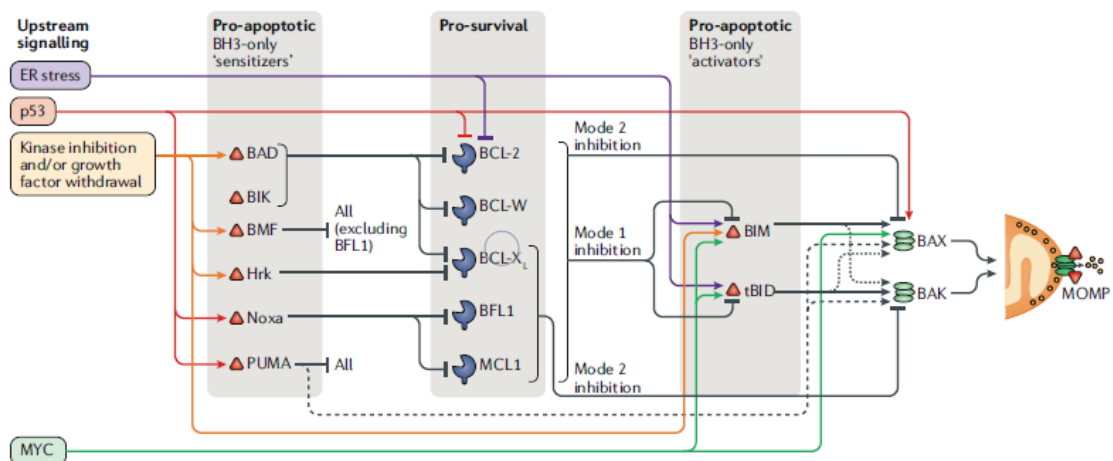 Upstream
signalling
Pro-apoptotic
BH3-only
'sensitizers'
Pro-survival
Pro-apoptotic
BH3-only
'activators'
ER stress
p53
Kinase inhibition
and/or growth
factor withdrawal
BAD
BIK
BMF
Hrk
Noxa
PUMA
All
(excluding
BFL1)
All
BCL-2
BCL-W
BCL-XL
BFL1
MCL1
Mode 2
inhibition
Mode 1
inhibition
Mode 2
inhibition
BIM
tBID
BAX
BAK
MOMP
MYC